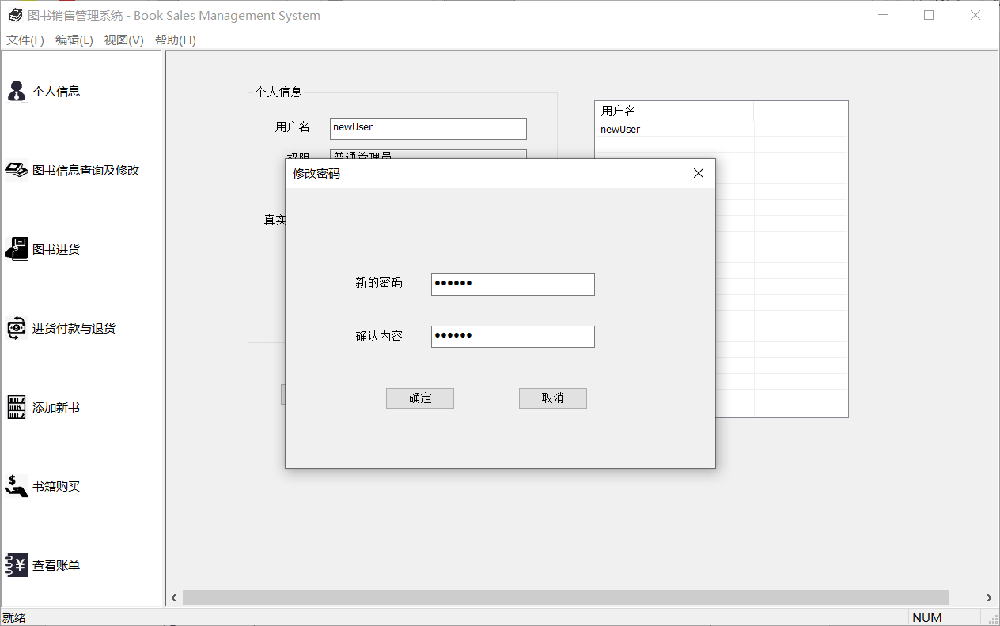 图书销售管理系统 - Book Sales Management System
文件(F) 编辑(E) 视图(V) 帮助(H)
个人信息
图书信息查询及修改
图书进货
进货付款与退货
添加新书
书籍购买
查看账单
个人信息
用户名 newUser
权限 普通管理员
真实
用户名
newUser
修改密码
新的密码 ••••••
确认内容 ••••••
确定 取消
就绪 NUM